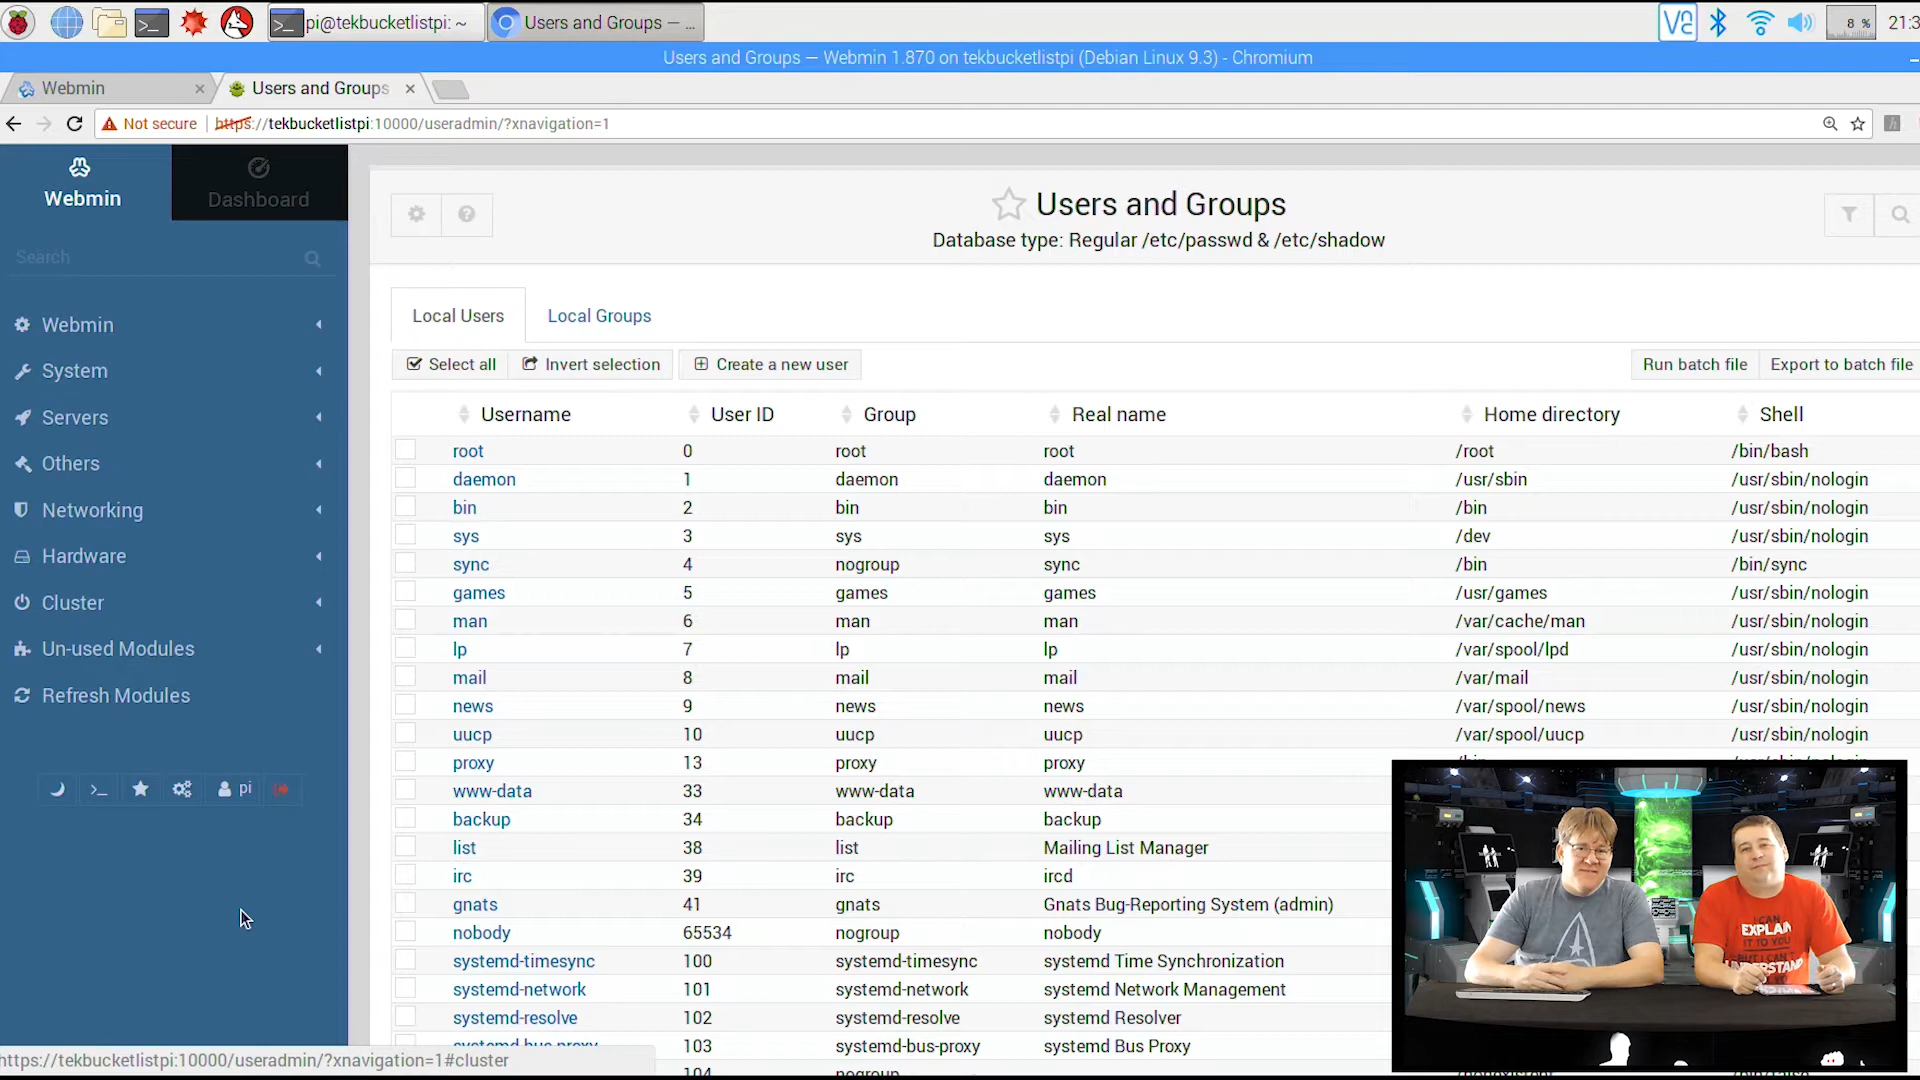 pi@tekbucketlistpi: ~
Users and Groups — ...
8 %
21:3
Users and Groups — Webmin 1.870 on tekbucketlistpi (Debian Linux 9.3) - Chromium
Webmin
Users and Groups
Not secure
https://tekbucketlistpi:10000/useradmin/?xnavigation=1
Webmin
Dashboard
Search
Webmin
System
Servers
Others
Networking
Hardware
Cluster
Un-used Modules
Refresh Modules
pi
Users and Groups
Database type: Regular /etc/passwd & /etc/shadow
Local Users
Local Groups
Select all
Invert selection
Create a new user
Run batch file
Export to batch file
Username User ID Group Real name Home directory Shell
root 0 root root /root /bin/bash
daemon 1 daemon daemon /usr/sbin /usr/sbin/nologin
bin 2 bin bin /bin /usr/sbin/nologin
sys 3 sys sys /dev /usr/sbin/nologin
sync 4 nogroup sync /bin /bin/sync
games 5 games games /usr/games /usr/sbin/nologin
man 6 man man /var/cache/man /usr/sbin/nologin
lp 7 lp lp /var/spool/lpd /usr/sbin/nologin
mail 8 mail mail /var/mail /usr/sbin/nologin
news 9 news news /var/spool/news /usr/sbin/nologin
uucp 10 uucp uucp /var/spool/uucp /usr/sbin/nologin
proxy 13 proxy proxy
www-data 33 www-data www-data
backup 34 backup backup
list 38 list Mailing List Manager
irc 39 irc ircd
gnats 41 gnats Gnats Bug-Reporting System (admin)
nobody 65534 nogroup nobody
systemd-timesync 100 systemd-timesync systemd Time Synchronization
systemd-network 101 systemd-network systemd Network Management
systemd-resolve 102 systemd-resolve systemd Resolver
systemd-bus-proxy 103 systemd-bus-proxy systemd Bus Proxy
104 nogroup
https://tekbucketlistpi:10000/useradmin/?xnavigation=1#cluster
I CAN
EXPLAIN
IT TO YOU
BUT I CAN'T
UNDERSTAND